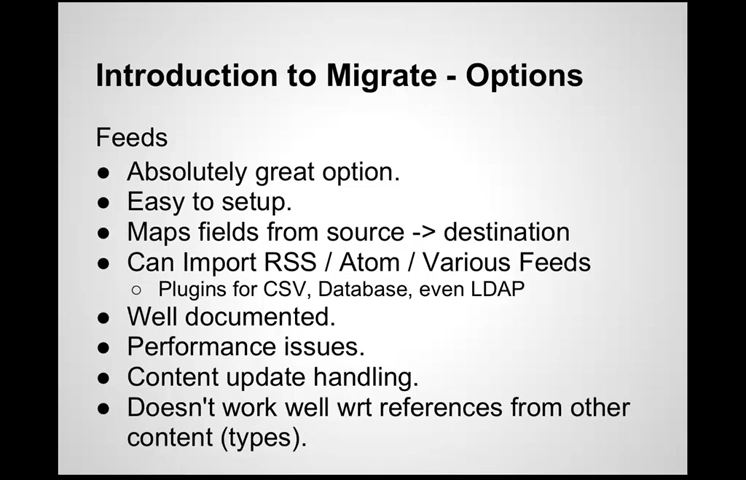 Introduction to Migrate - Options
Feeds
● Absolutely great option.
● Easy to setup.
● Maps fields from source -> destination
● Can Import RSS / Atom / Various Feeds
○ Plugins for CSV, Database, even LDAP
● Well documented.
● Performance issues.
● Content update handling.
● Doesn't work well wrt references from other
content (types).